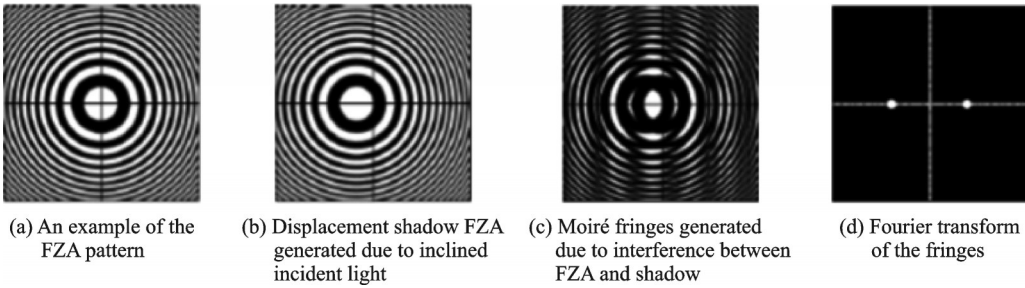 (a) An example of the
FZA pattern
(b) Displacement shadow FZA
generated due to inclined
incident light
(c) Moiré fringes generated
due to interference between
FZA and shadow
(d) Fourier transform
of the fringes